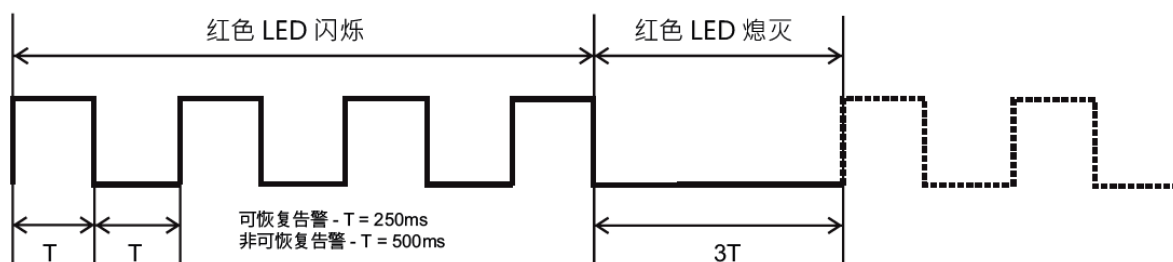 红色 LED 闪烁
红色 LED 熄灭
可恢复告警 - T = 250ms
非可恢复告警 - T = 500ms
T
T
3T